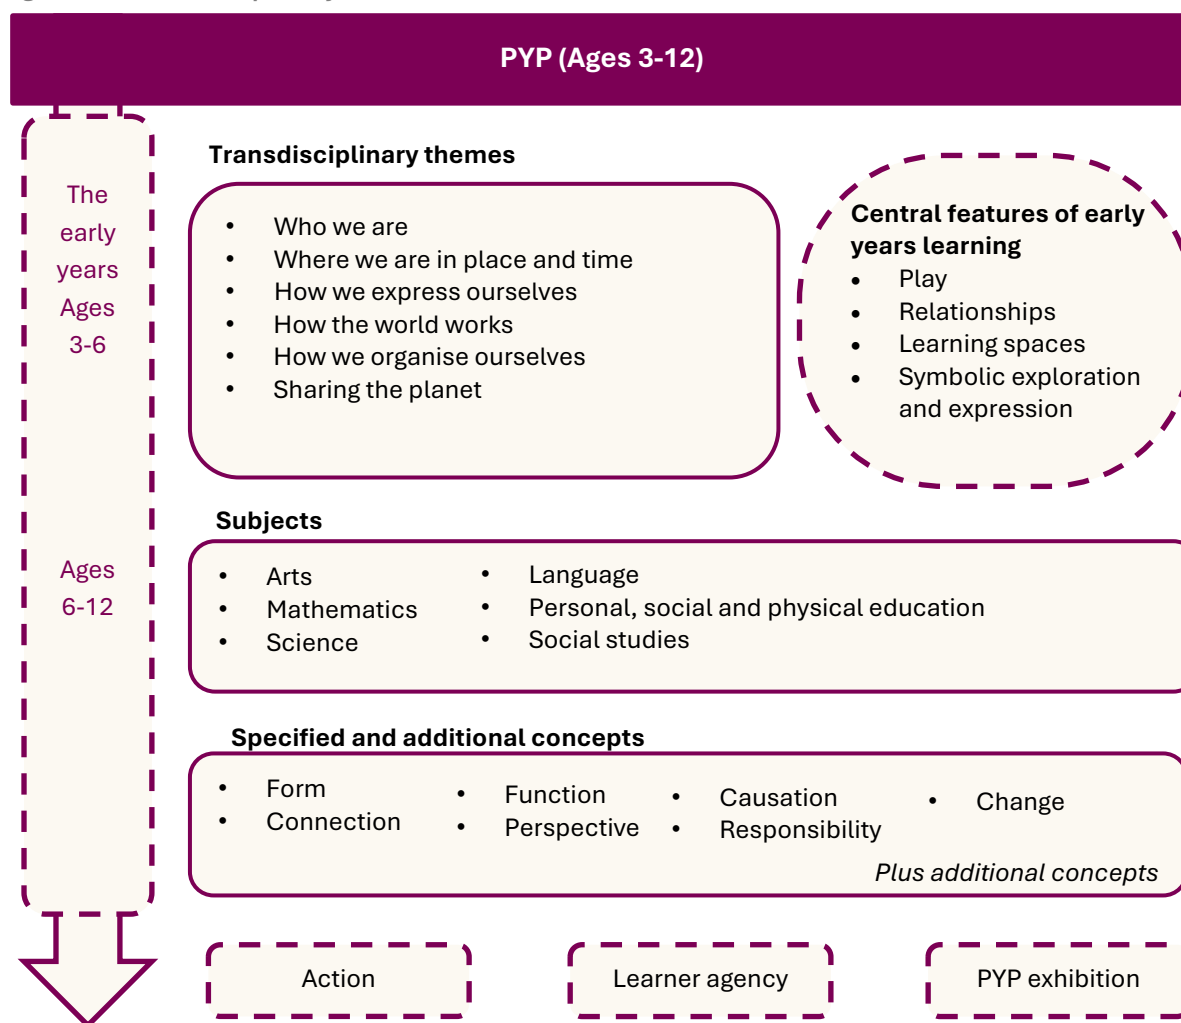 PYP (Ages 3-12)
The
early
years
Ages
3-6
Ages
6-12
Transdisciplinary themes
• Who we are
• Where we are in place and time
• How we express ourselves
• How the world works
• How we organise ourselves
• Sharing the planet
Central features of early
years learning
• Play
• Relationships
• Learning spaces
• Symbolic exploration
and expression
Subjects
• Arts
• Mathematics
• Science
• Language
• Personal, social and physical education
• Social studies
Specified and additional concepts
• Form
• Connection
• Function
• Perspective
• Causation
• Responsibility
• Change
Plus additional concepts
Action
Learner agency
PYP exhibition